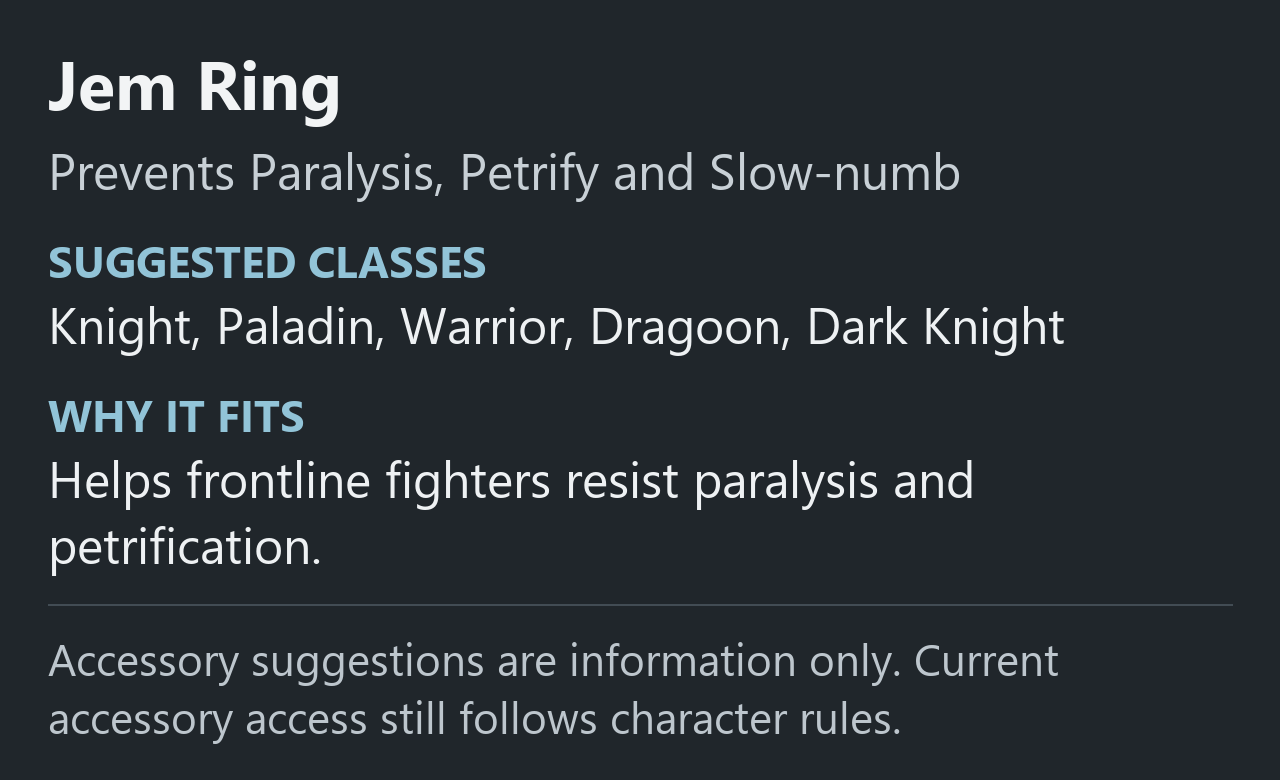 Jem Ring
Prevents Paralysis, Petrify and Slow-numb
SUGGESTED CLASSES
Knight, Paladin, Warrior, Dragoon, Dark Knight
WHY IT FITS
Helps frontline fighters resist paralysis and
petrification.
Accessory suggestions are information only. Current
accessory access still follows character rules.